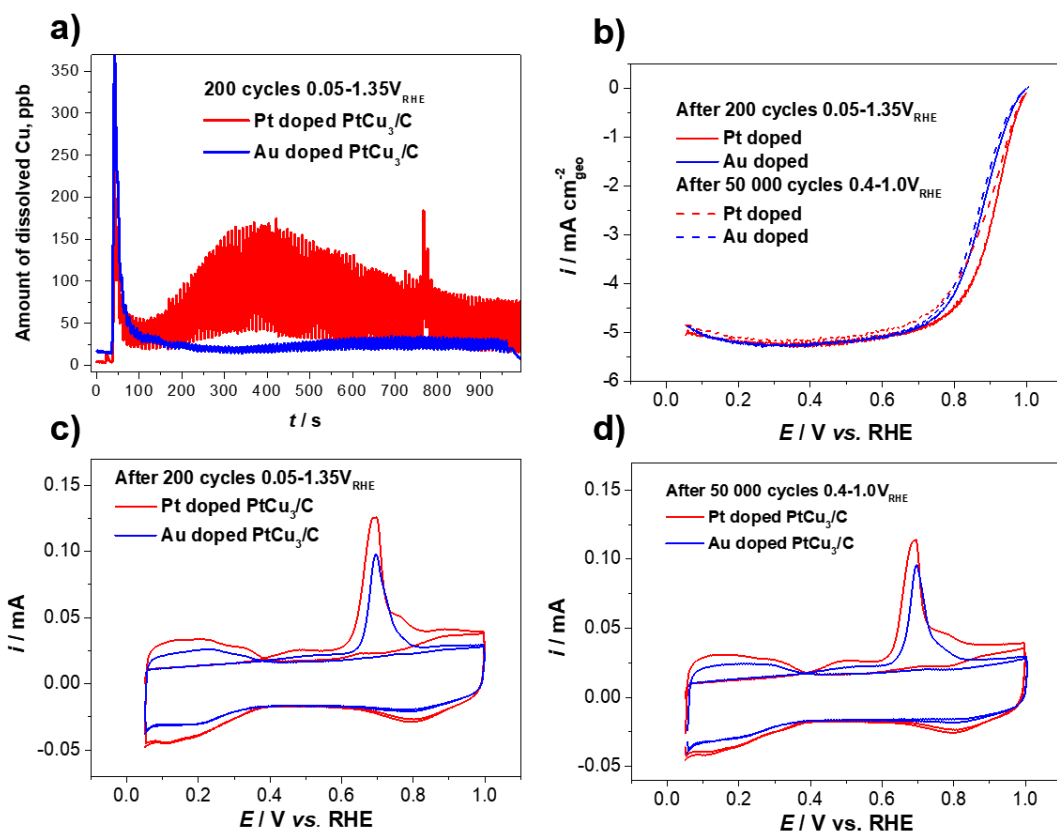 a)
350
300
250
200
150
100
50
0
Amount of dissolved Cu, ppb
200 cycles 0.05-1.35V_RHE
Pt doped PtCu₃/C
Au doped PtCu₃/C
0 100 200 300 400 500 600 700 800 900
t / s
b)
0
-1
-2
-3
-4
-5
-6
i / mA cm⁻²geo
After 200 cycles 0.05-1.35V_RHE
Pt doped
Au doped
After 50 000 cycles 0.4-1.0V_RHE
Pt doped
Au doped
0.0 0.2 0.4 0.6 0.8 1.0
E / V vs. RHE
c)
0.15
0.10
0.05
0.00
-0.05
i / mA
After 200 cycles 0.05-1.35V_RHE
Pt doped PtCu₃/C
Au doped PtCu₃/C
0.0 0.2 0.4 0.6 0.8 1.0
E / V vs. RHE
d)
0.15
0.10
0.05
0.00
-0.05
i / mA
After 50 000 cycles 0.4-1.0V_RHE
Pt doped PtCu₃/C
Au doped PtCu₃/C
0.0 0.2 0.4 0.6 0.8 1.0
E / V vs. RHE